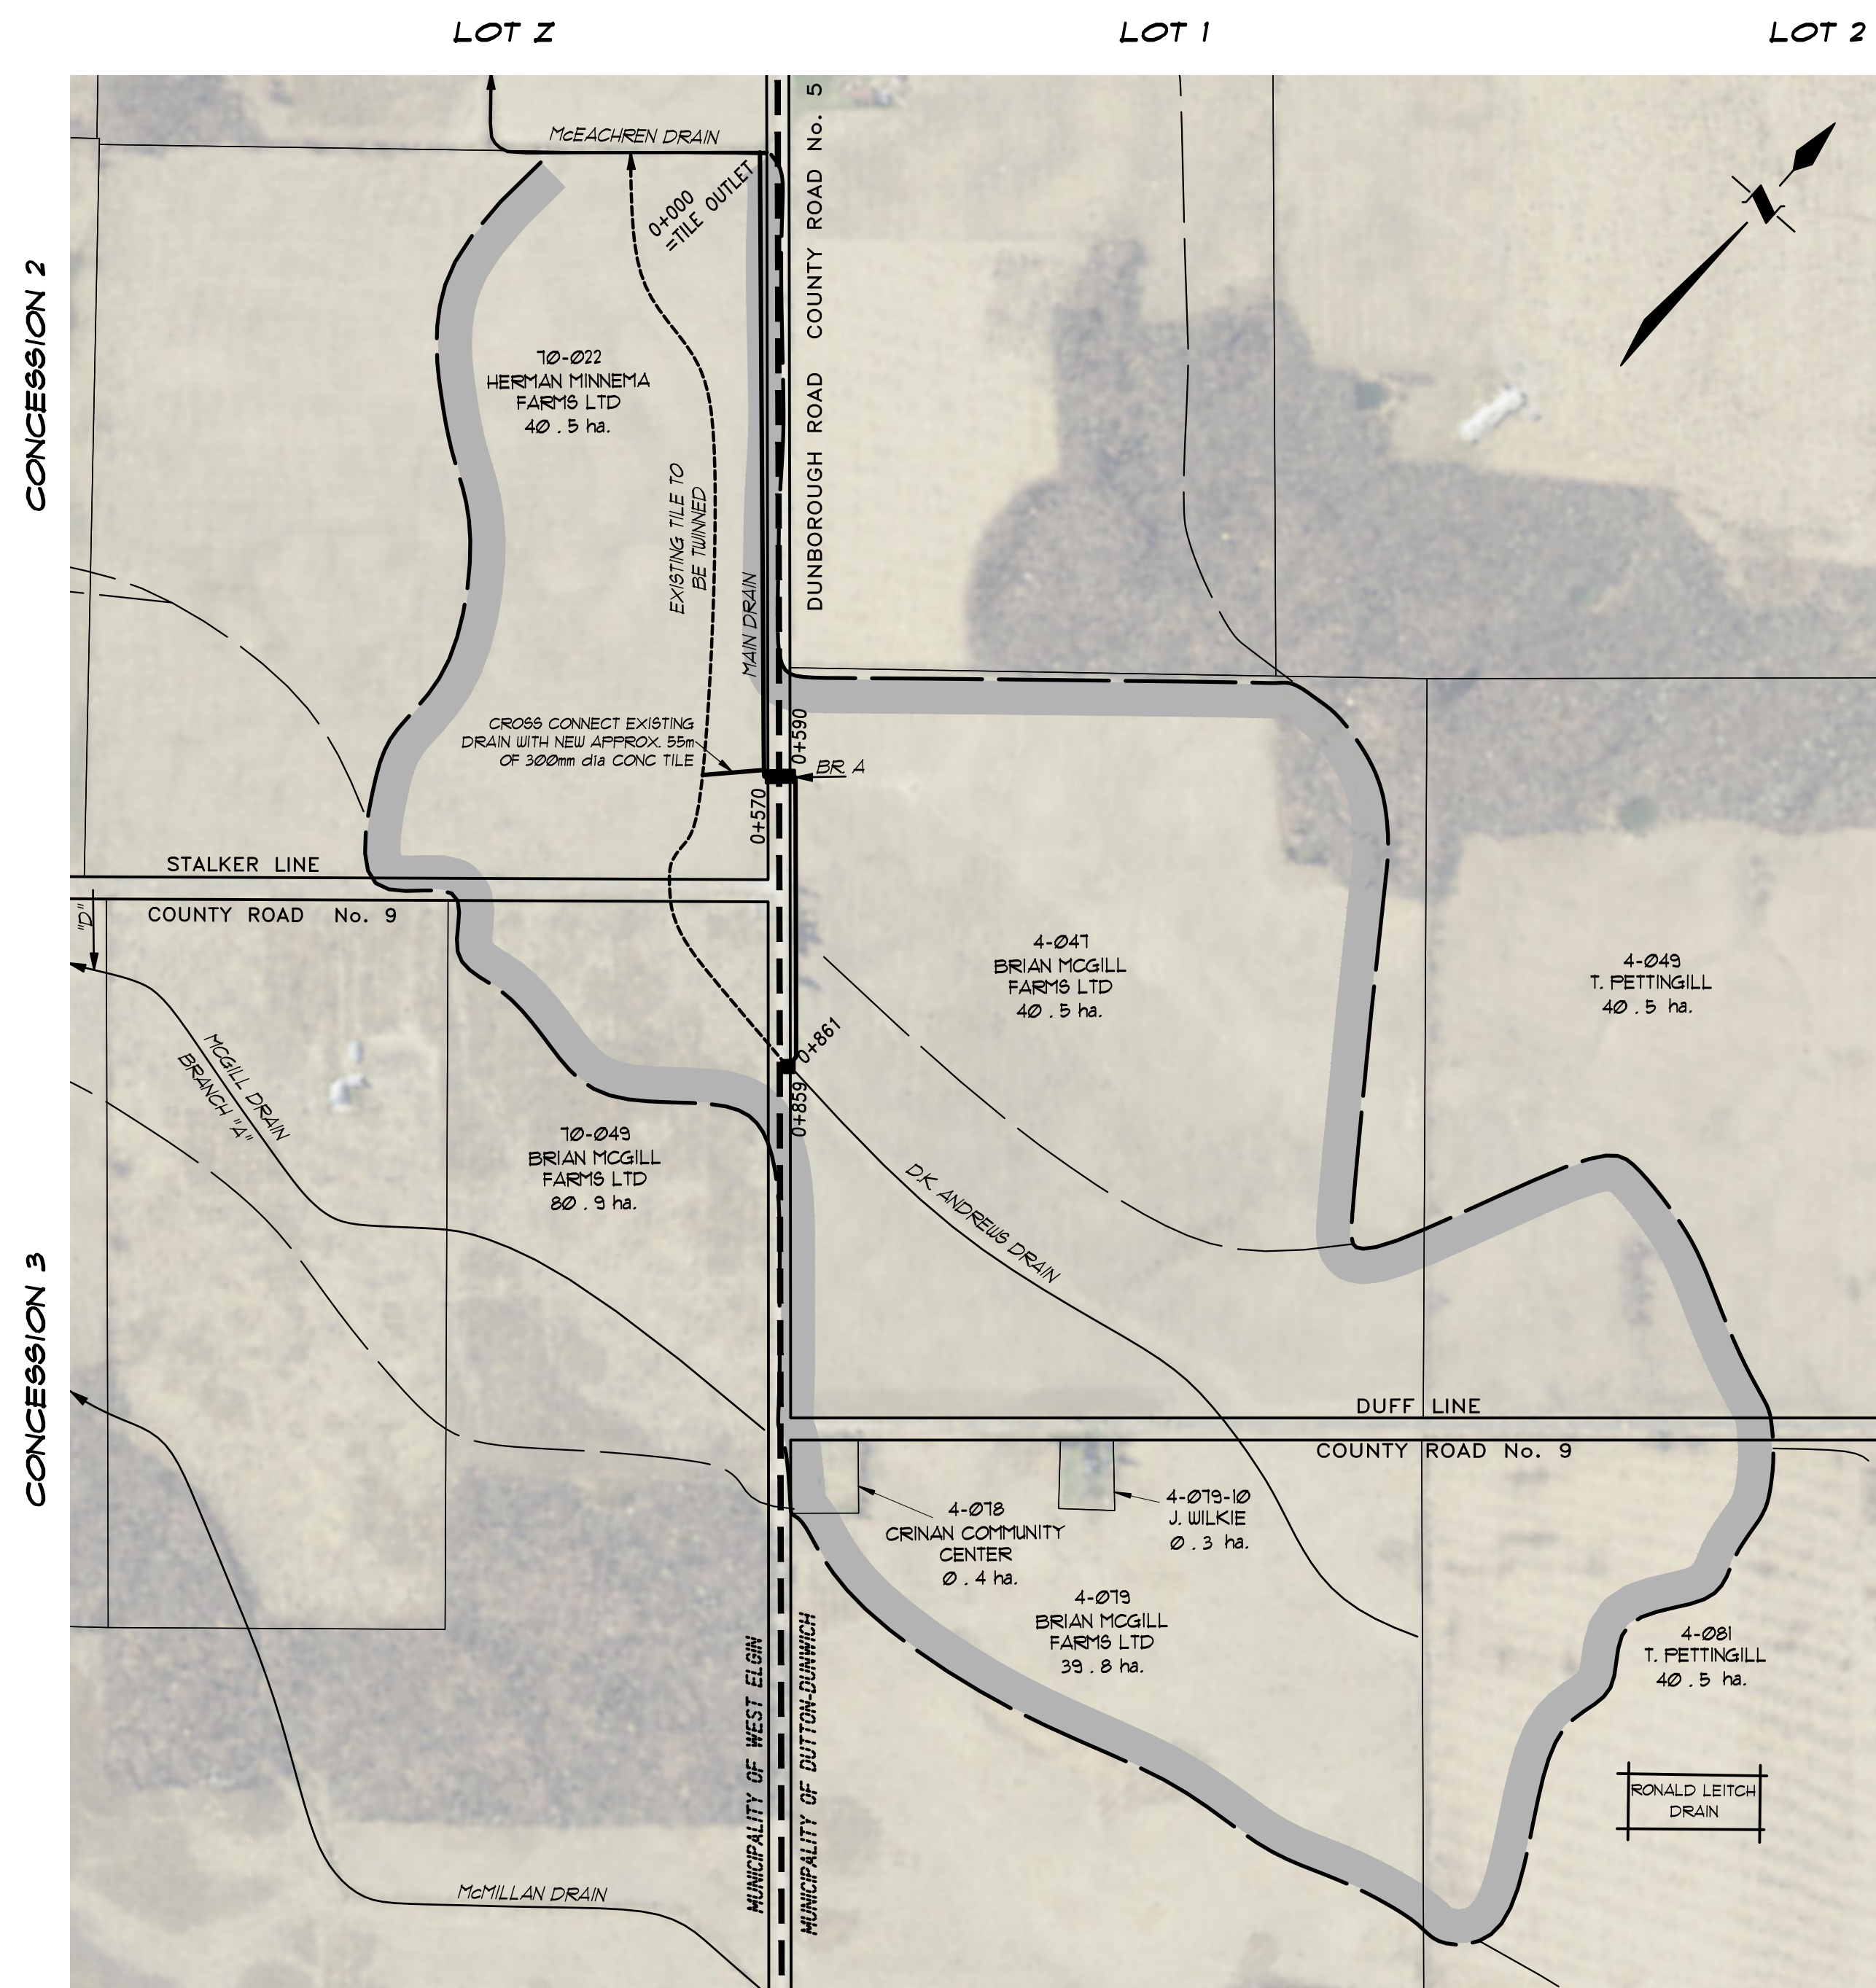 LOT Z
LOT 1
LOT 2
CONCESSION 2
CONCESSION 3
McEACHREN DRAIN
0+000
=TILE OUTLET
DUNBOROUGH ROAD COUNTY ROAD No. 5
70-022
HERMAN MINNEMA
FARMS LTD
40.5 ha.
EXISTING TILE TO
BE TWINNED
MAIN DRAIN
CROSS CONNECT EXISTING
DRAIN WITH NEW APPROX. 55m
OF 300mm dia CONC TILE
0+590
BR A
0+570
STALKER LINE
COUNTY ROAD No. 9
"D"
MCGILL DRAIN
BRANCH "A"
4-047
BRIAN MCGILL
FARMS LTD
40.5 ha.
4-049
T. PETTINGILL
40.5 ha.
0+861
0+859
70-049
BRIAN MCGILL
FARMS LTD
80.9 ha.
D.K. ANDREWS DRAIN
DUFF LINE
COUNTY ROAD No. 9
4-078
CRINAN COMMUNITY
CENTER
0.4 ha.
4-079-10
J. WILKIE
0.3 ha.
4-079
BRIAN MCGILL
FARMS LTD
39.8 ha.
4-081
T. PETTINGILL
40.5 ha.
MUNICIPALITY OF WEST ELGIN
MUNICIPALITY OF DUTTON-DUNWICH
RONALD LEITCH
DRAIN
McMILLAN DRAIN